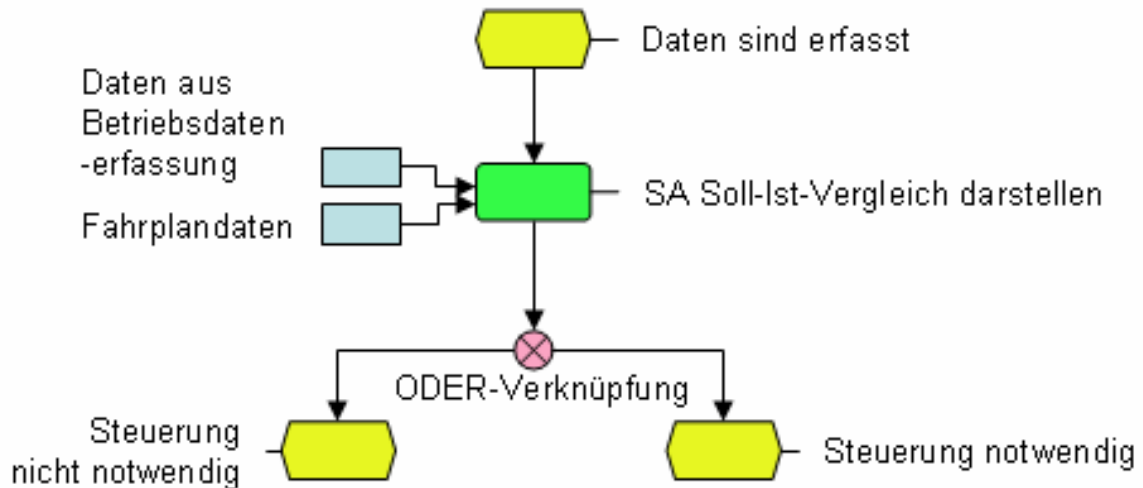 Daten sind erfasst
Daten aus
Betriebsdaten
-erfassung
SA Soll-Ist-Vergleich darstellen
Fahrplandaten
ODER-Verknüpfung
Steuerung
nicht notwendig
Steuerung notwendig